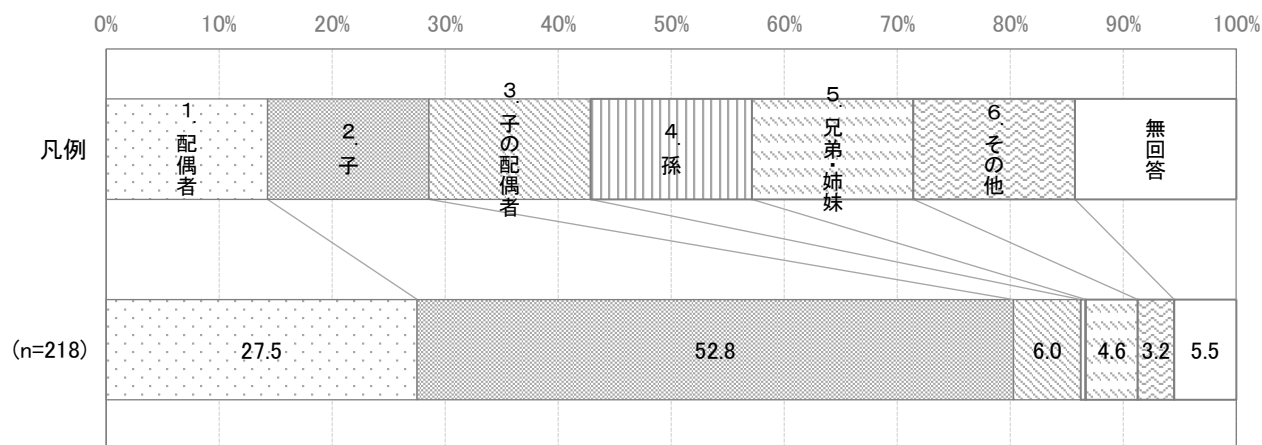 0% 10% 20% 30% 40% 50% 60% 70% 80% 90% 100%
凡例
1.配偶者
2.子
3.子の配偶者
4.孫
5.兄弟・姉妹
6.その他
無回答
(n=218)
27.5 52.8 6.0 4.6 3.2 5.5